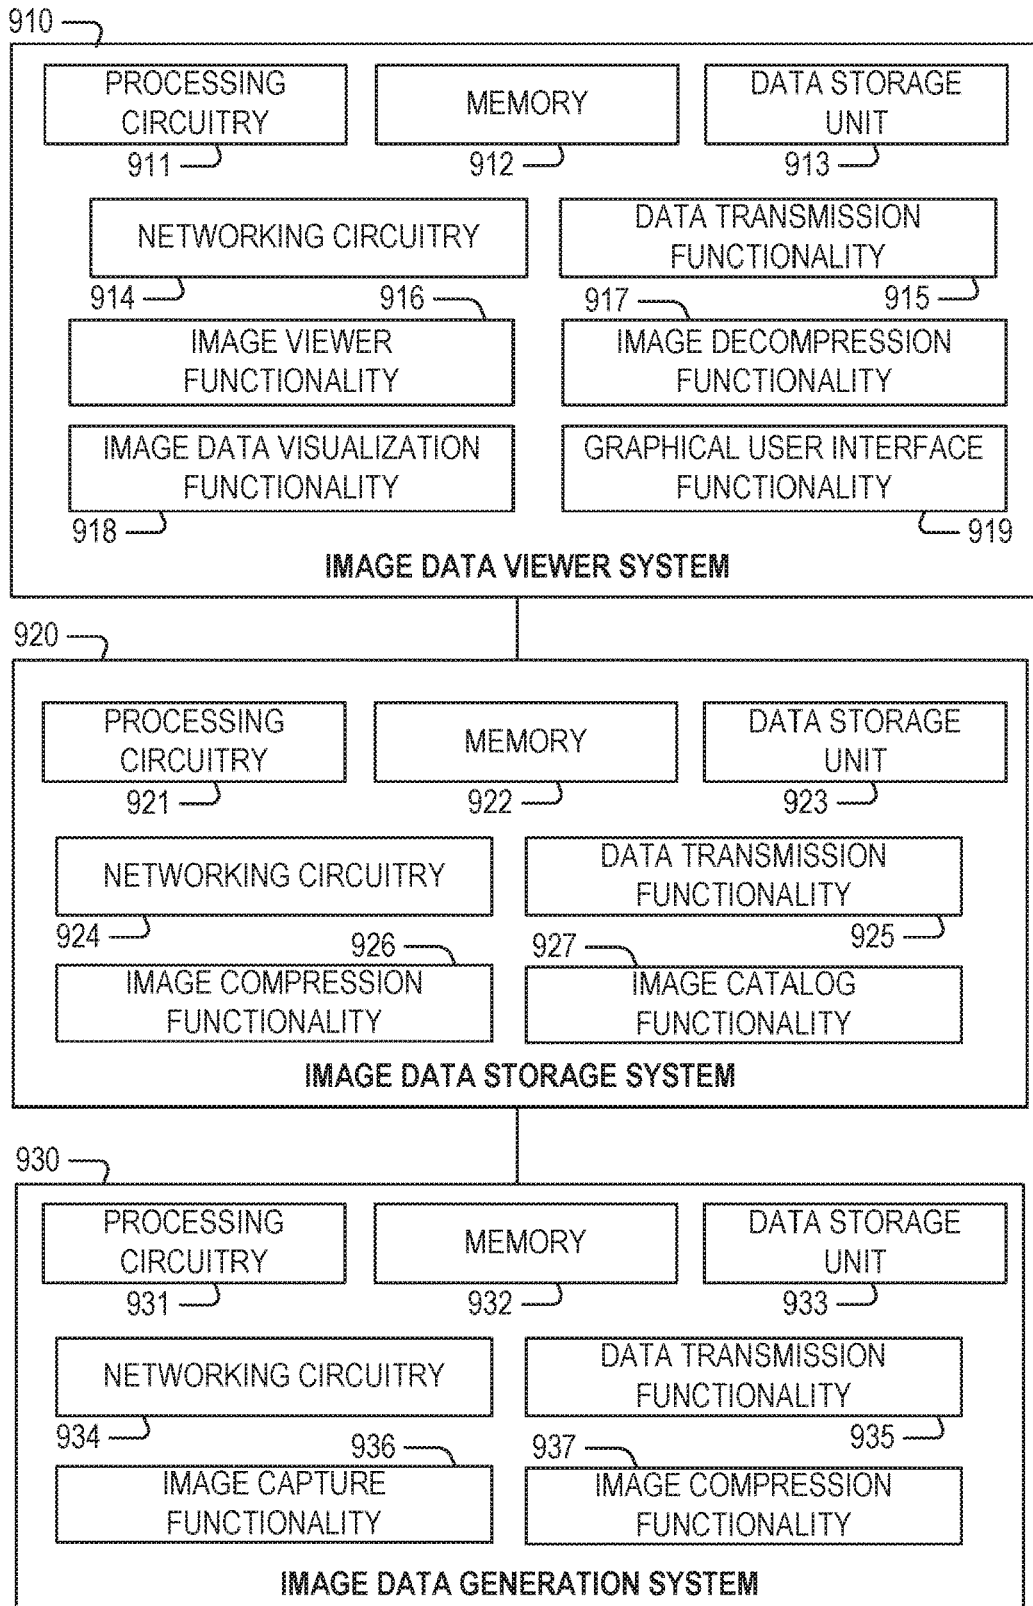 910
PROCESSING
CIRCUITRY
911
MEMORY
912
DATA STORAGE
UNIT
913
NETWORKING CIRCUITRY
914
DATA TRANSMISSION
FUNCTIONALITY
915
916
IMAGE VIEWER
FUNCTIONALITY
917
IMAGE DECOMPRESSION
FUNCTIONALITY
IMAGE DATA VISUALIZATION
FUNCTIONALITY
918
GRAPHICAL USER INTERFACE
FUNCTIONALITY
919
IMAGE DATA VIEWER SYSTEM
920
PROCESSING
CIRCUITRY
921
MEMORY
922
DATA STORAGE
UNIT
923
NETWORKING CIRCUITRY
924
DATA TRANSMISSION
FUNCTIONALITY
925
926
IMAGE COMPRESSION
FUNCTIONALITY
927
IMAGE CATALOG
FUNCTIONALITY
IMAGE DATA STORAGE SYSTEM
930
PROCESSING
CIRCUITRY
931
MEMORY
932
DATA STORAGE
UNIT
933
NETWORKING CIRCUITRY
934
DATA TRANSMISSION
FUNCTIONALITY
935
936
IMAGE CAPTURE
FUNCTIONALITY
937
IMAGE COMPRESSION
FUNCTIONALITY
IMAGE DATA GENERATION SYSTEM